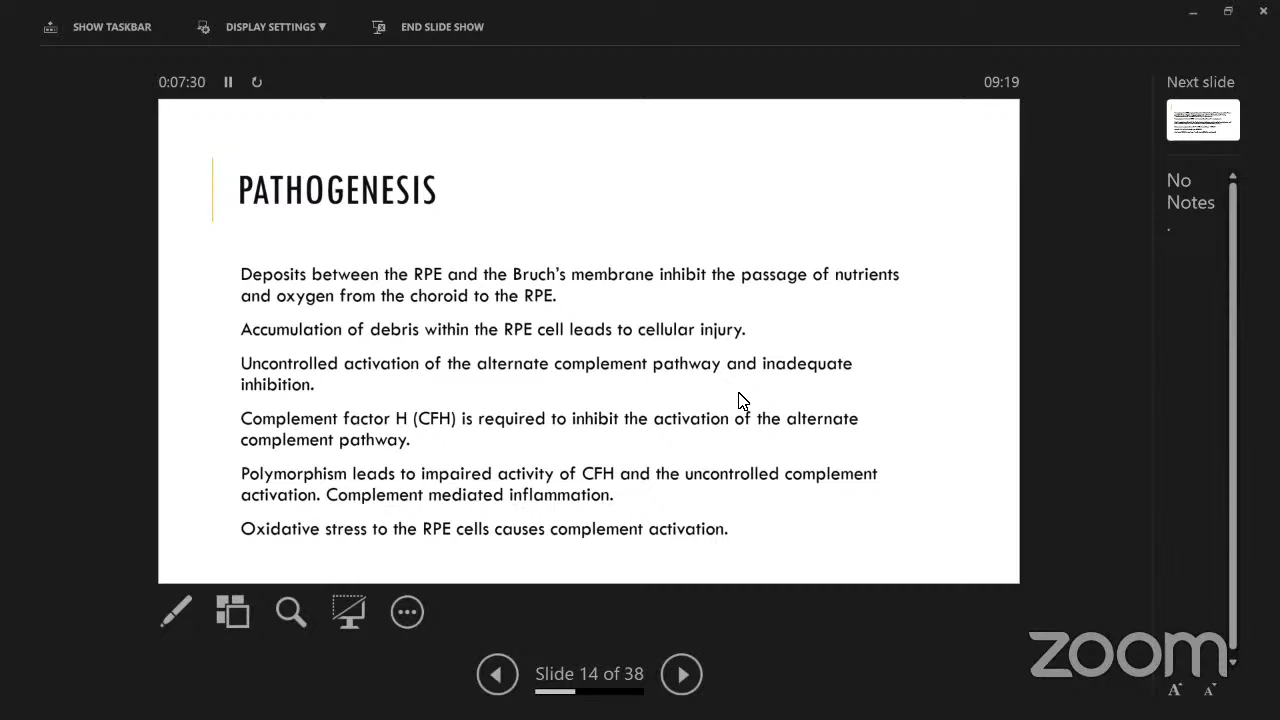 SHOW TASKBAR
DISPLAY SETTINGS ▼
END SLIDE SHOW
0:07:30
09:19
Next slide
PATHOGENESIS
Deposits between the RPE and the Bruch's membrane inhibit the passage of nutrients
and oxygen from the choroid to the RPE.
Accumulation of debris within the RPE cell leads to cellular injury.
Uncontrolled activation of the alternate complement pathway and inadequate
inhibition.
Complement factor H (CFH) is required to inhibit the activation of the alternate
complement pathway.
Polymorphism leads to impaired activity of CFH and the uncontrolled complement
activation. Complement mediated inflammation.
Oxidative stress to the RPE cells causes complement activation.
No
Notes
.
Slide 14 of 38
zoom
A A